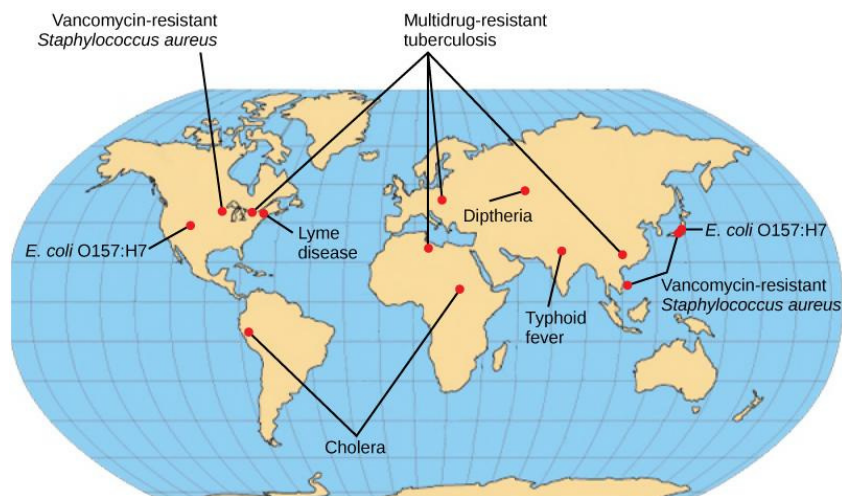 Vancomycin-resistant
Staphylococcus aureus
Multidrug-resistant
tuberculosis
Diptheria
E. coli O157:H7
Lyme
disease
E. coli O157:H7
Vancomycin-resistant
Staphylococcus aureus
Typhoid
fever
Cholera